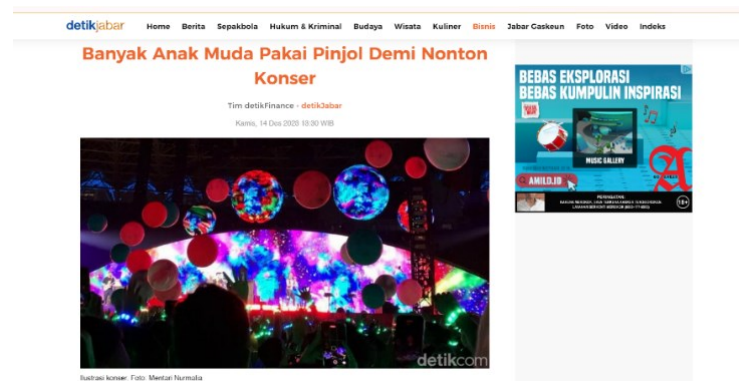 detikjabar
Home Berita Sepakbola Hukum & Kriminal Budaya Wisata Kuliner Bisnis Jabar Gaskeun Foto Video Indeks
Banyak Anak Muda Pakai Pinjol Demi Nonton
Konser
Tim detikFinance - detikJabar
Kamis, 14 Des 2023 10:30 WIB
BEBAS EKSPLORASI
BEBAS KUMPULIN INSPIRASI
MUSIC GALLERY
AMILD.ID
A
PERINGATAN:
18+
detikcom
Ilustrasi konser. Foto: Mentari Nurmalia